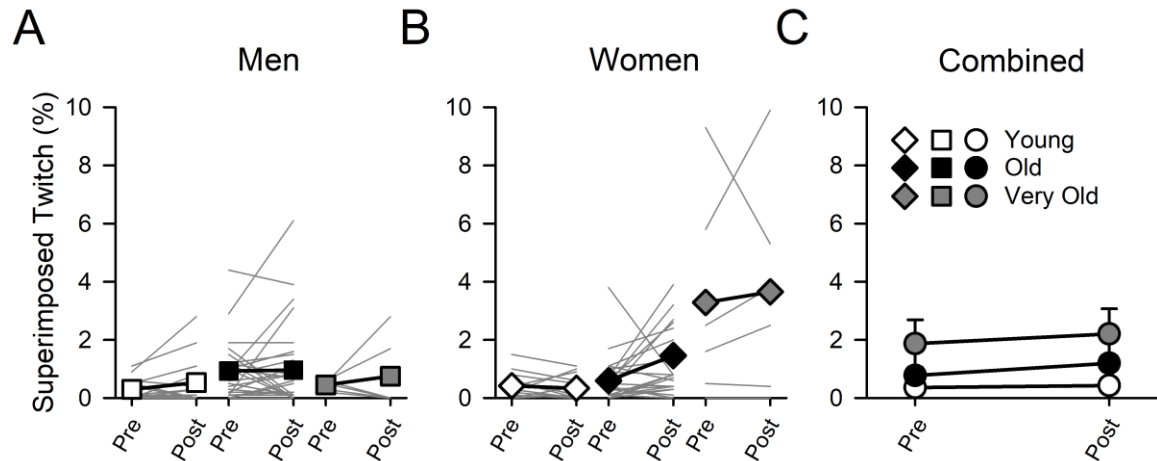 A
B
C
Men
Women
Combined
Superimposed Twitch (%)
10
8
6
4
2
0
Pre
Post
Pre
Post
Pre
Post
10
8
6
4
2
0
Pre
Post
Pre
Post
Pre
Post
10
8
6
4
2
0
Young
Old
Very Old
Pre
Post